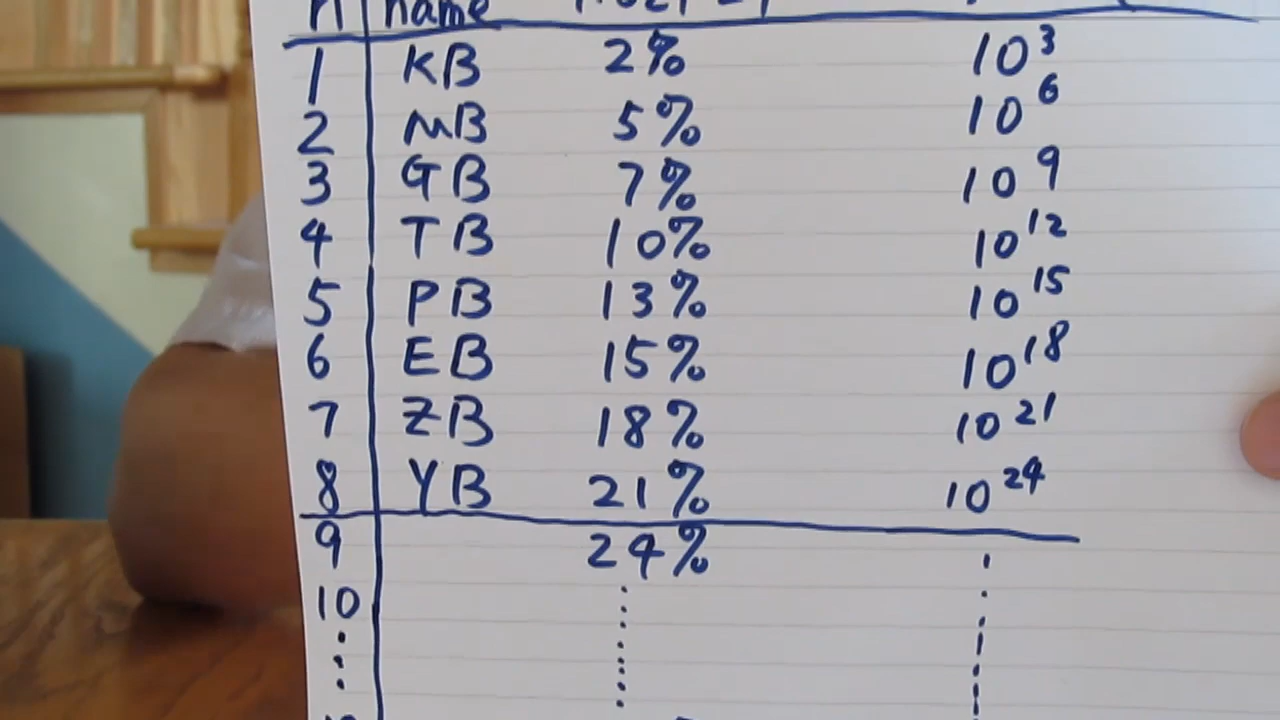 n name
1 KB 2% 10³
2 MB 5% 10⁶
3 GB 7% 10⁹
4 TB 10% 10¹²
5 PB 13% 10¹⁵
6 EB 15% 10¹⁸
7 ZB 18% 10²¹
8 YB 21% 10²⁴
9 24%
10